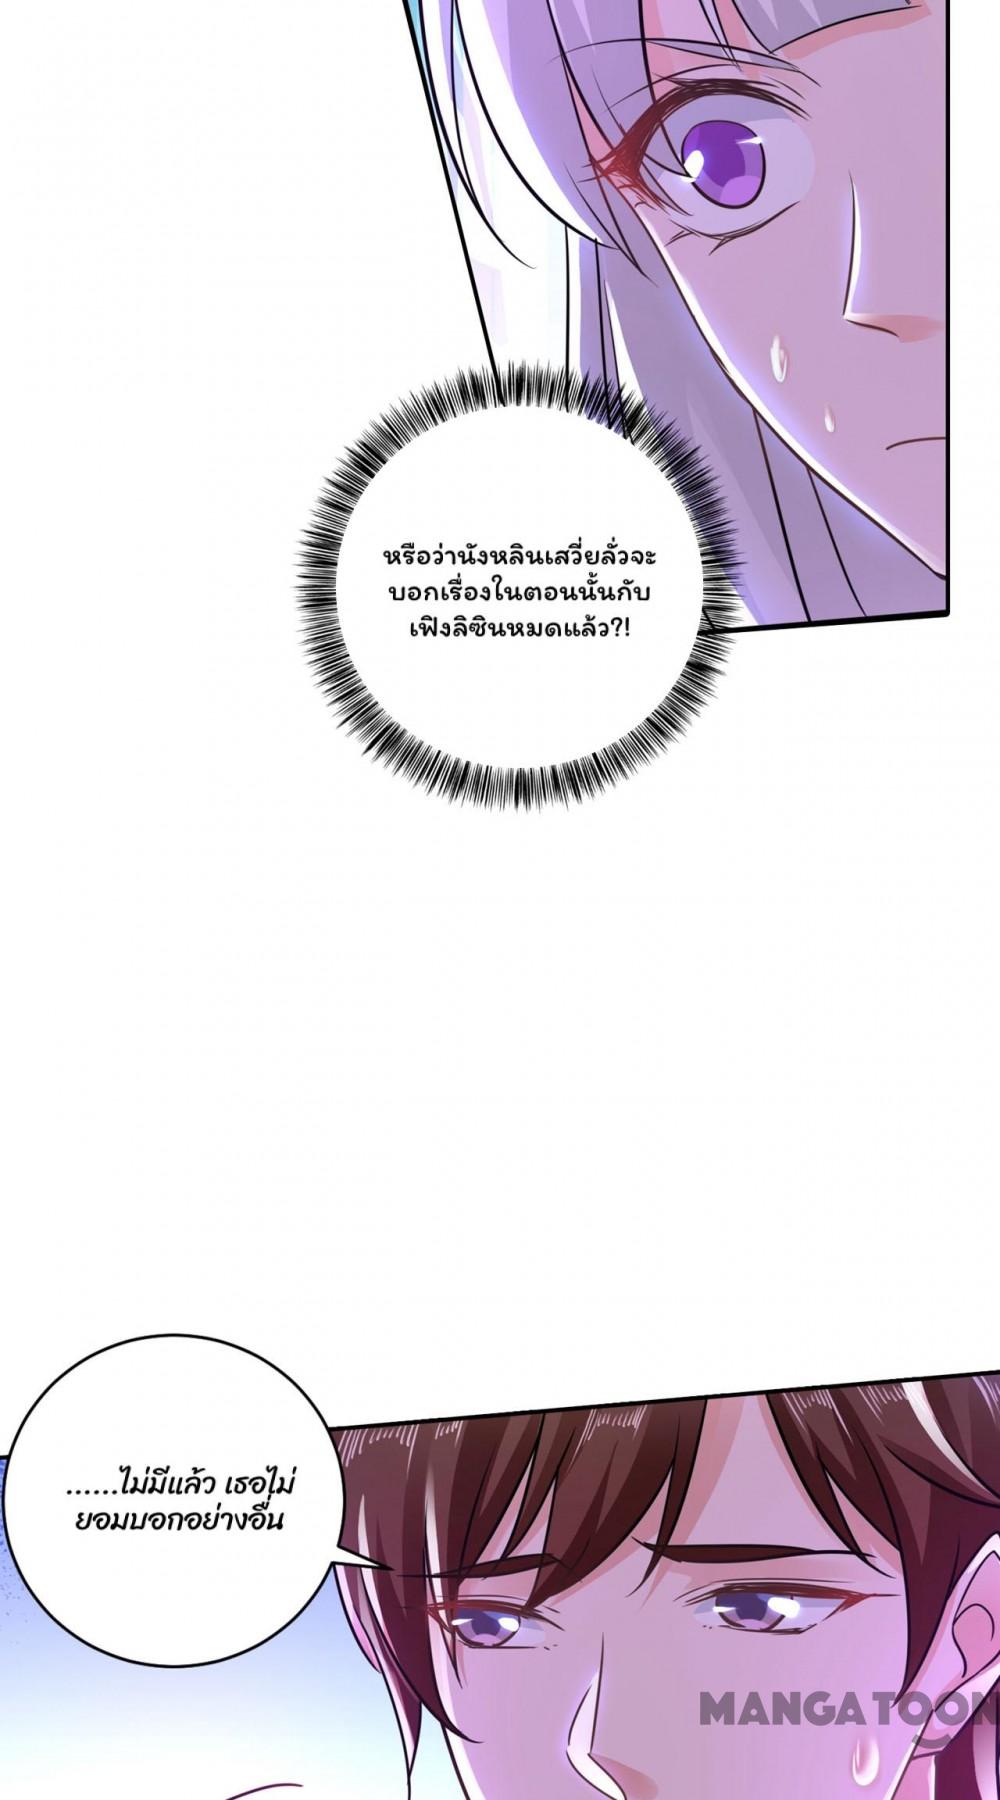 หรือว่านังหลินเสวี่ยลั่วจะ
บอกเรื่องในตอนนั้นกับ
เฟิงลิซินหมดแล้ว?!
......ไม่มีแล้ว เธอไม่
ยอมบอกอย่างอื่น
MANGATOON